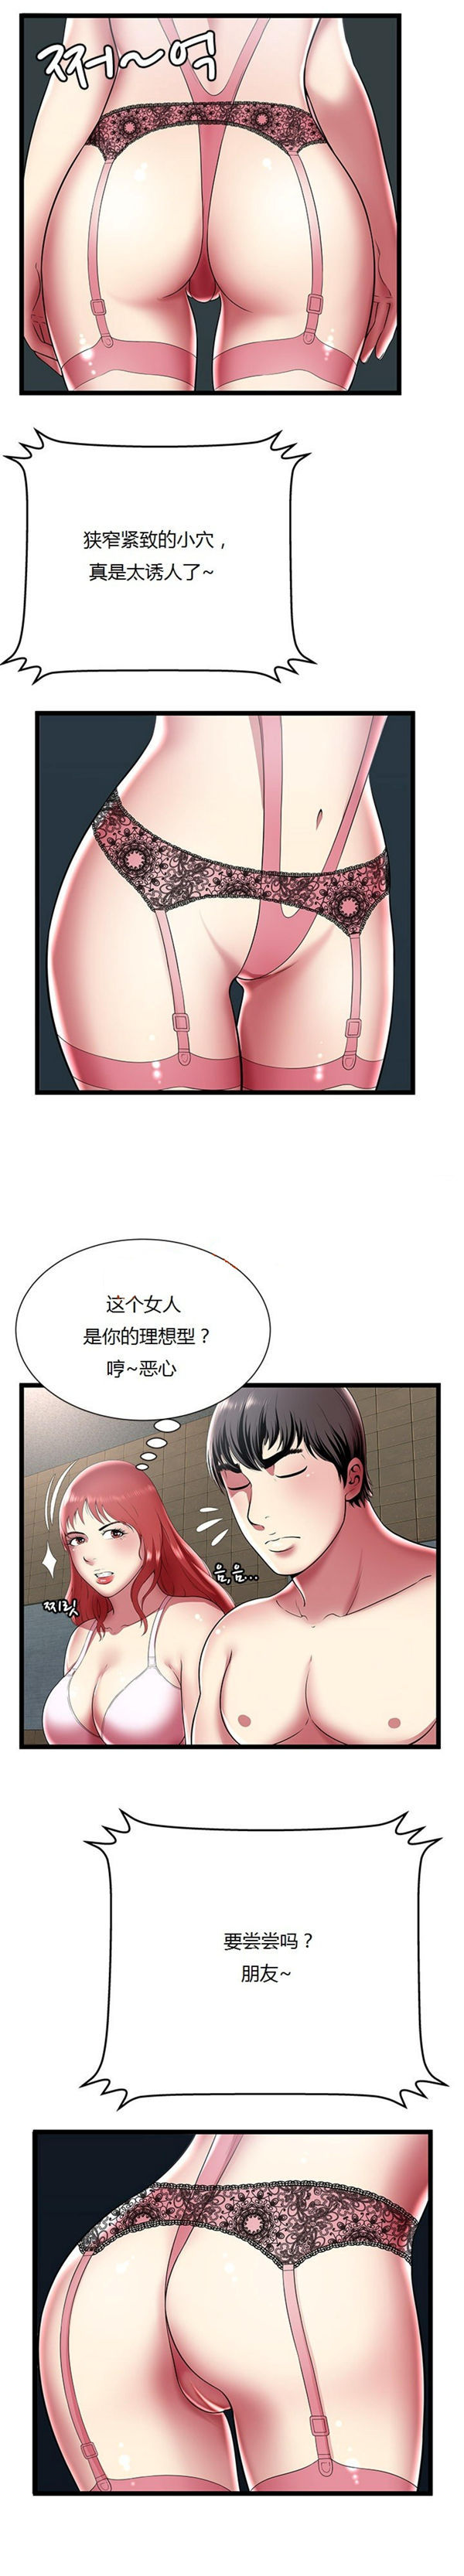 쩌~억
狭窄紧致的小穴，
真是太诱人了~
这个女人
是你的理想型？
哼~恶心
음,음...
찌릿
要尝尝吗？
朋友~